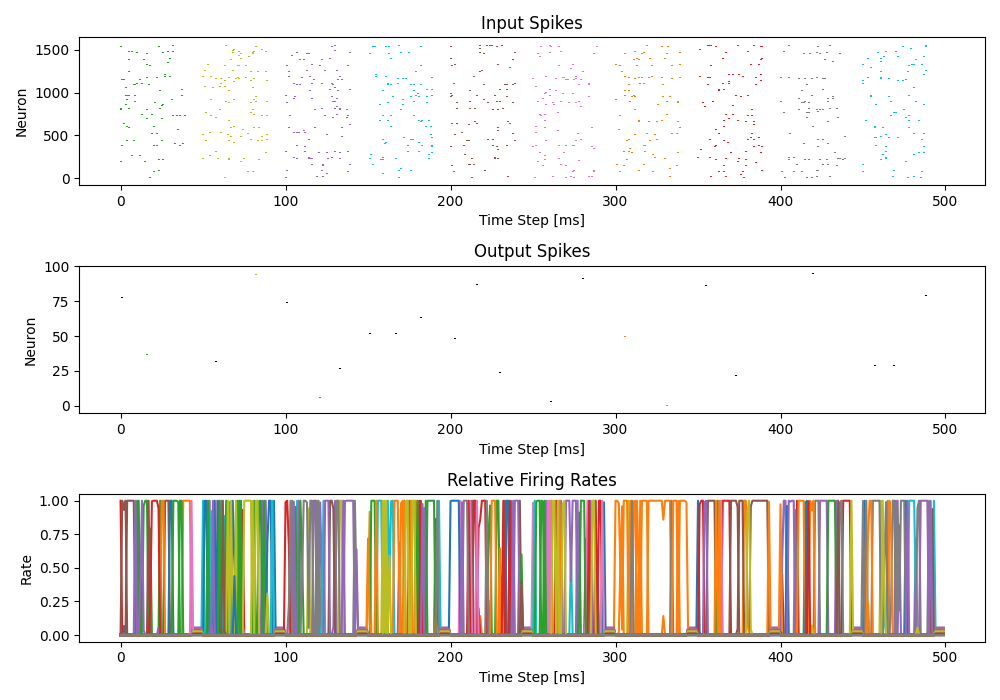 Input Spikes
1500
1000
500
0
Neuron
0 100 200 300 400 500
Time Step [ms]
Output Spikes
100
75
50
25
0
Neuron
0 100 200 300 400 500
Time Step [ms]
Relative Firing Rates
1.00
0.75
0.50
0.25
0.00
Rate
0 100 200 300 400 500
Time Step [ms]